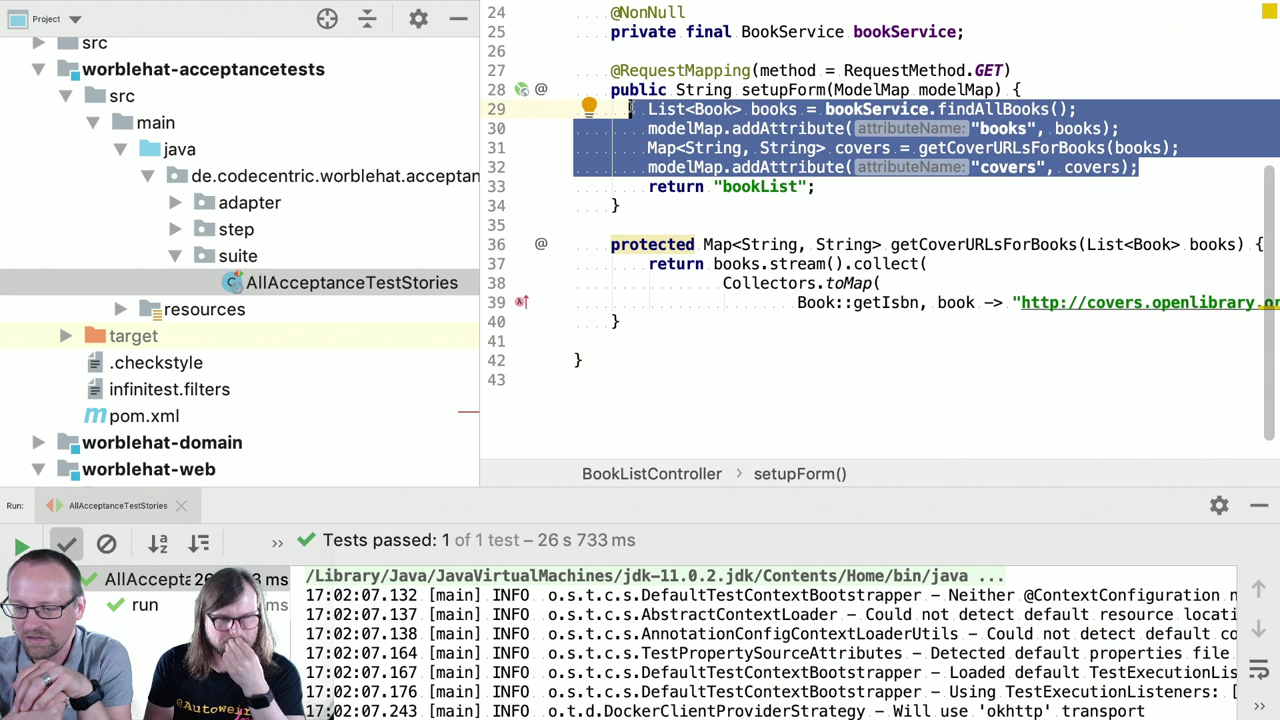 Project
src
worblehat-acceptancetests
src
main
java
de.codecentric.worblehat.acceptan
adapter
step
suite
AllAcceptanceTestStories
resources
target
.checkstyle
infinitest.filters
pom.xml
worblehat-domain
worblehat-web
24 @NonNull
25 private final BookService bookService;
26
27 @RequestMapping(method = RequestMethod.GET)
28 @ public String setupForm(ModelMap modelMap) {
29 List<Book> books = bookService.findAllBooks();
30 modelMap.addAttribute( attributeName: "books", books);
31 Map<String, String> covers = getCoverURLsForBooks(books);
32 modelMap.addAttribute( attributeName: "covers", covers);
33 return "bookList";
34 }
35
36 @ protected Map<String, String> getCoverURLsForBooks(List<Book> books) {
37 return books.stream().collect(
38 Collectors.toMap(
39 Book::getIsbn, book -> "http://covers.openlibrary.or
40 }
41
42 }
43
BookListController > setupForm()
Run: AllAcceptanceTestStories
>> Tests passed: 1 of 1 test – 26 s 733 ms
AllAccepta 26 ms
run ms
/Library/Java/JavaVirtualMachines/jdk-11.0.2.jdk/Contents/Home/bin/java ...
17:02:07.132 [main] INFO o.s.t.c.s.DefaultTestContextBootstrapper - Neither @ContextConfiguration n
17:02:07.137 [main] INFO o.s.t.c.s.AbstractContextLoader - Could not detect default resource locati
17:02:07.138 [main] INFO o.s.t.c.s.AnnotationConfigContextLoaderUtils - Could not detect default co
17:02:07.164 [main] INFO o.s.t.c.s.TestPropertySourceAttributes - Detected default properties file
17:02:07.167 [main] INFO o.s.t.c.s.DefaultTestContextBootstrapper - Loaded default TestExecutionLis
17:02:07.176 [main] INFO o.s.t.c.s.DefaultTestContextBootstrapper - Using TestExecutionListeners: [
17:02:07.243 [main] INFO o.t.d.DockerClientProviderStrategy - Will use 'okhttp' transport